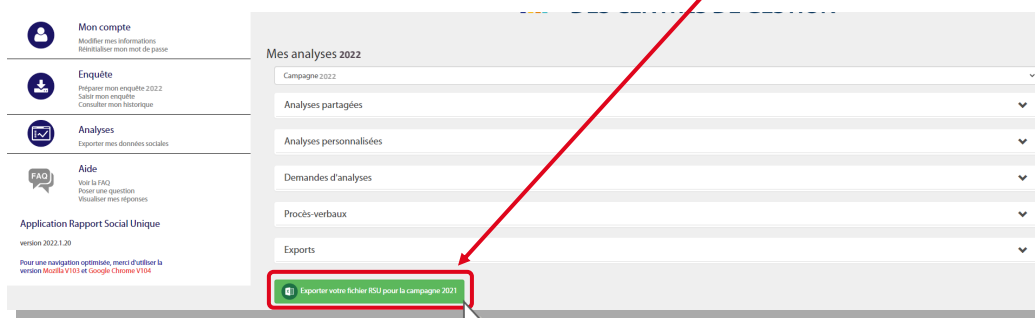 DES CENTRES DE GESTION
Mon compte
Modifier mes informations
Réinitialiser mon mot de passe
Enquête
Préparer mon enquête 2022
Saisir mon enquête
Consulter mon historique
Analyses
Exporter mes données sociales
FAQ
Aide
Voir la FAQ
Poser une question
Visualiser mes réponses
Application Rapport Social Unique
version 2022.1.20
Pour une navigation optimisée, merci d'utiliser la
version Mozilla V103 et Google Chrome V104
Mes analyses 2022
Campagne 2022
Analyses partagées
Analyses personnalisées
Demandes d'analyses
Procès-verbaux
Exports
Exporter votre fichier RSU pour la campagne 2021